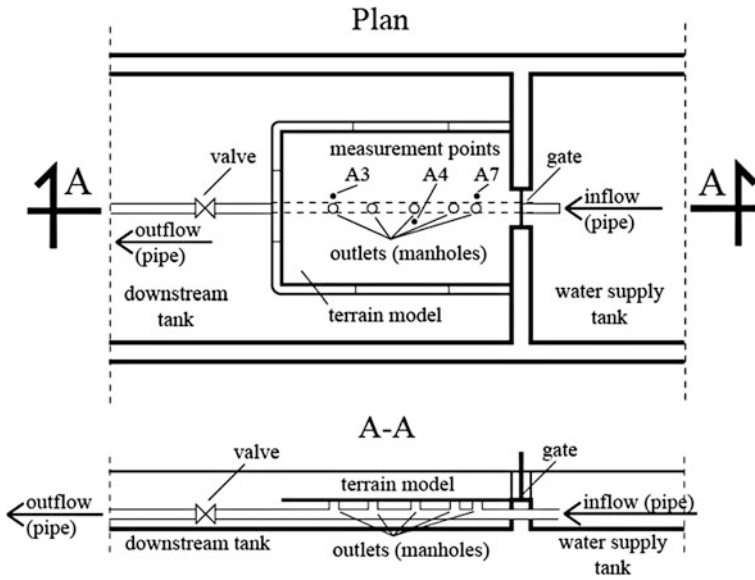 Plan
valve
measurement points
gate
A
A3
A4
A7
A
inflow
(pipe)
outflow
(pipe)
outlets (manholes)
downstream
tank
terrain model
water supply
tank
A-A
valve
gate
terrain model
outflow
(pipe)
inflow (pipe)
downstream tank
outlets (manholes)
water supply
tank